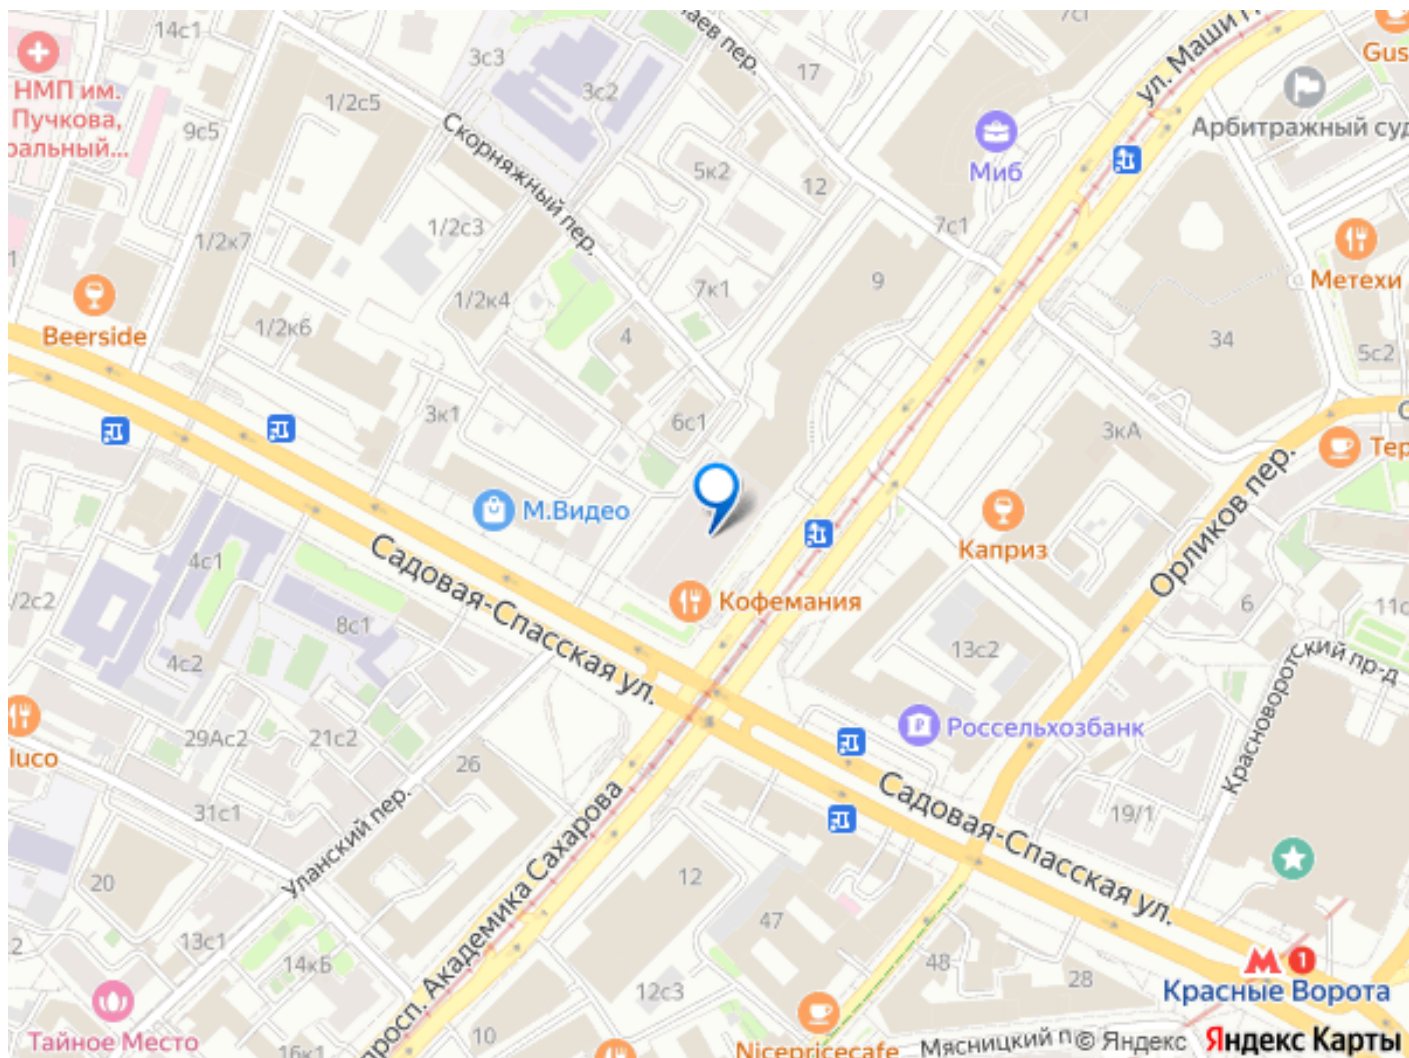 14с1
3с3
аев пер.
7с1
ул. Маши П
Gus
НМП им.
Пучкова,
ральный...
9с5
1/2с5
3с2
17
Миб
Арбитражный суд
Скорняжный пер.
5к2
12
7с1
1/2к7
1/2с3
1
9
Метехи
Beerside
1/2к6
1/2к4
7к1
4
34
5с2
3к1
6с1
3кА
С
Тер
М.Видео
Каприз
Орликов пер.
4с1
Садовая-Спасская ул.
Кофемания
/2с2
8с1
6
11с
4с2
13с2
Красноворотский пр-д
luco
29Ас2
21с2
26
Россельхозбанк
31с1
Уланский пер.
просп. Академика Сахарова
Садовая-Спасская ул.
19/1
20
12
47
2
13с1
14кБ
48
28
1
Красные Ворота
12с3
Тайное Место
16к1
10
Nicepricecafe
Мясницкий п
© Яндекс
Яндекс Карты